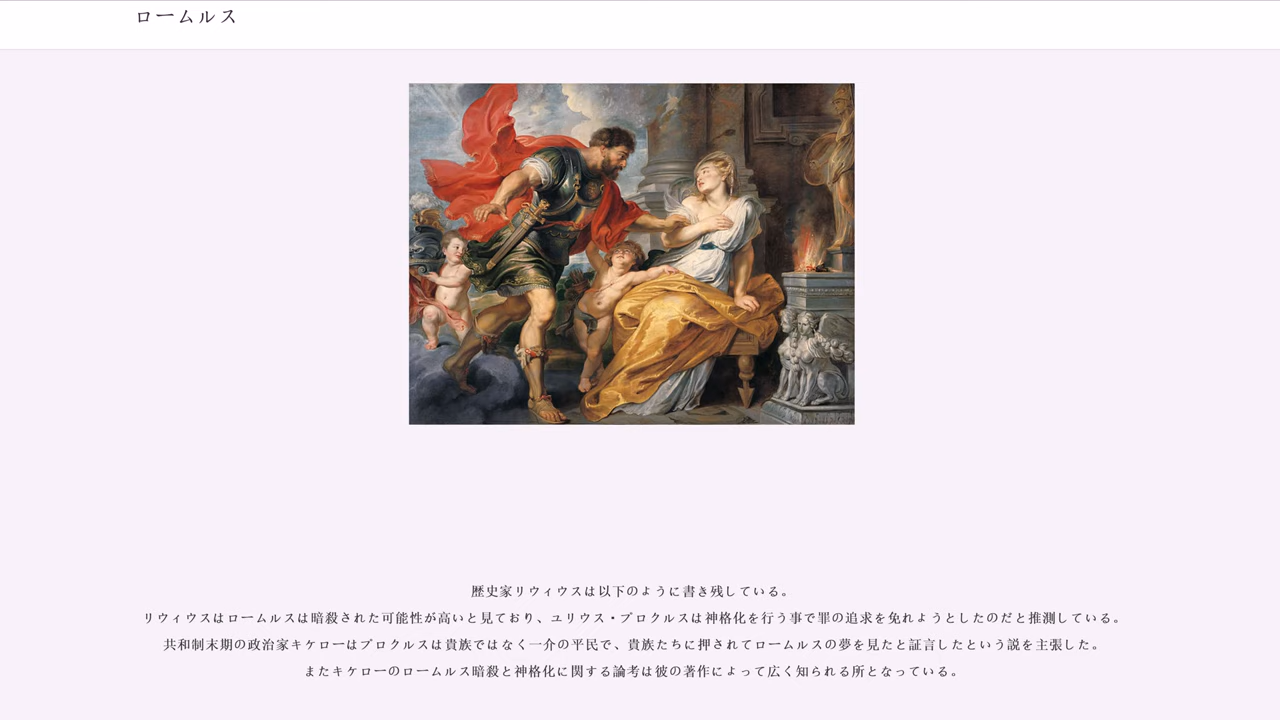 ロームルス
歴史家リウィウスは以下のように書き残している。
リウィウスはロームルスは暗殺された可能性が高いと見ており、ユリウス・プロクルスは神格化を行う事で罪の追求を免れようとしたのだと推測している。
共和制末期の政治家キケローはプロクルスは貴族ではなく一介の平民で、貴族たちに押されてロームルスの夢を見たと証言したという説を主張した。
またキケローのロームルス暗殺と神格化に関する論考は彼の著作によって広く知られる所となっている。